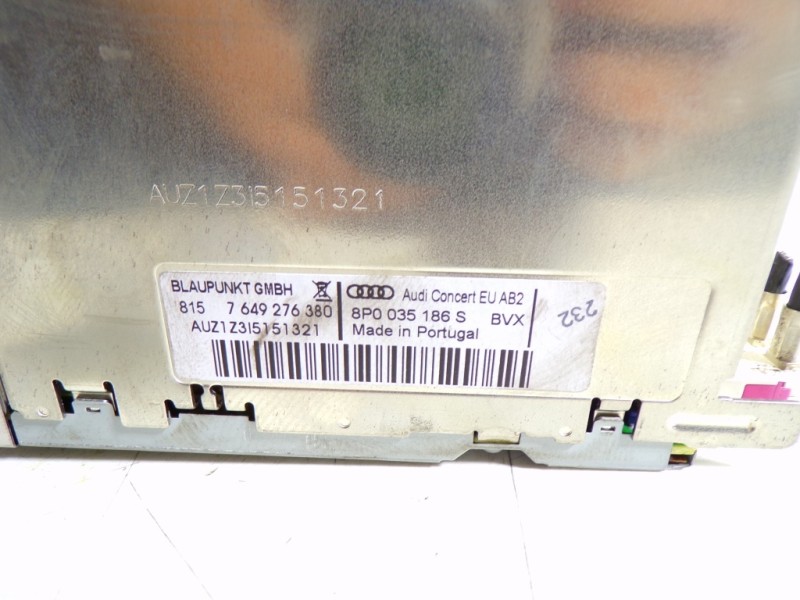 AUZ1Z3I5151321
BLAUPUNKT GMBH
815 7 649 276 380
AUZ1Z3I5151321
Audi Concert EU AB2
8P0 035 186 S BVX
Made in Portugal
232